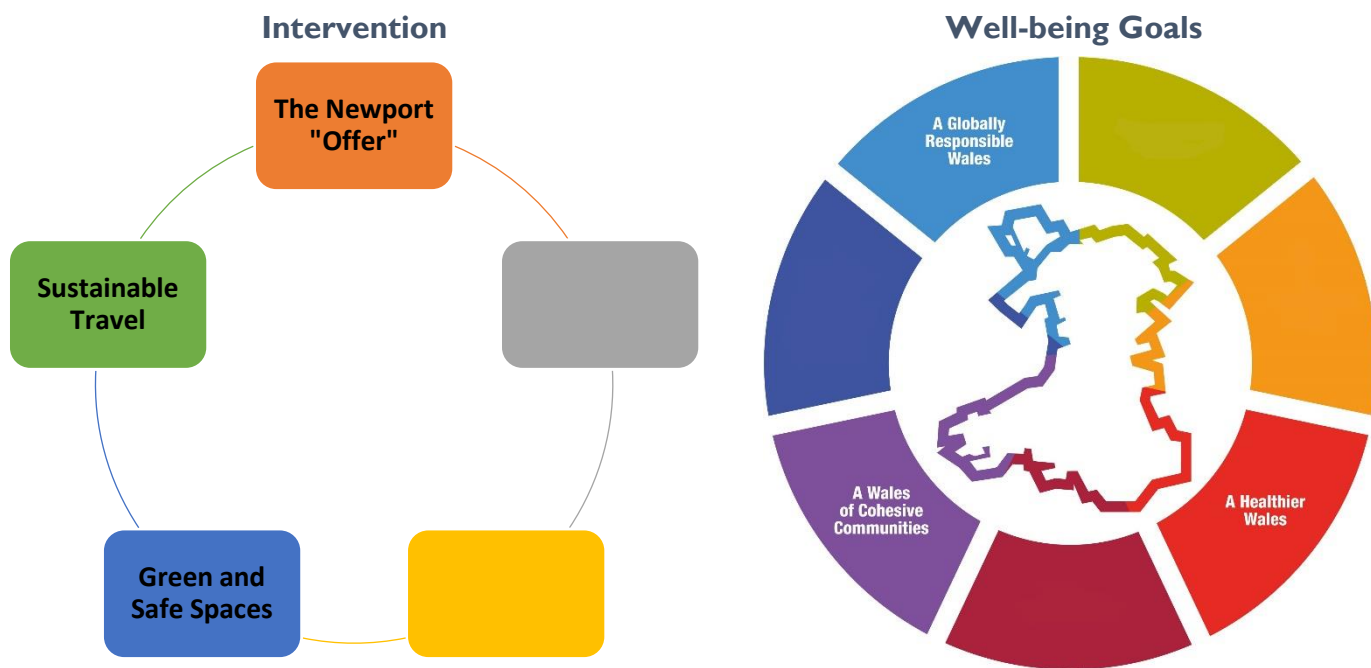 Intervention
The Newport
"Offer"
Sustainable
Travel
Green and
Safe Spaces
Well-being Goals
A Globally
Responsible
Wales
A Wales
of Cohesive
Communities
A Healthier
Wales